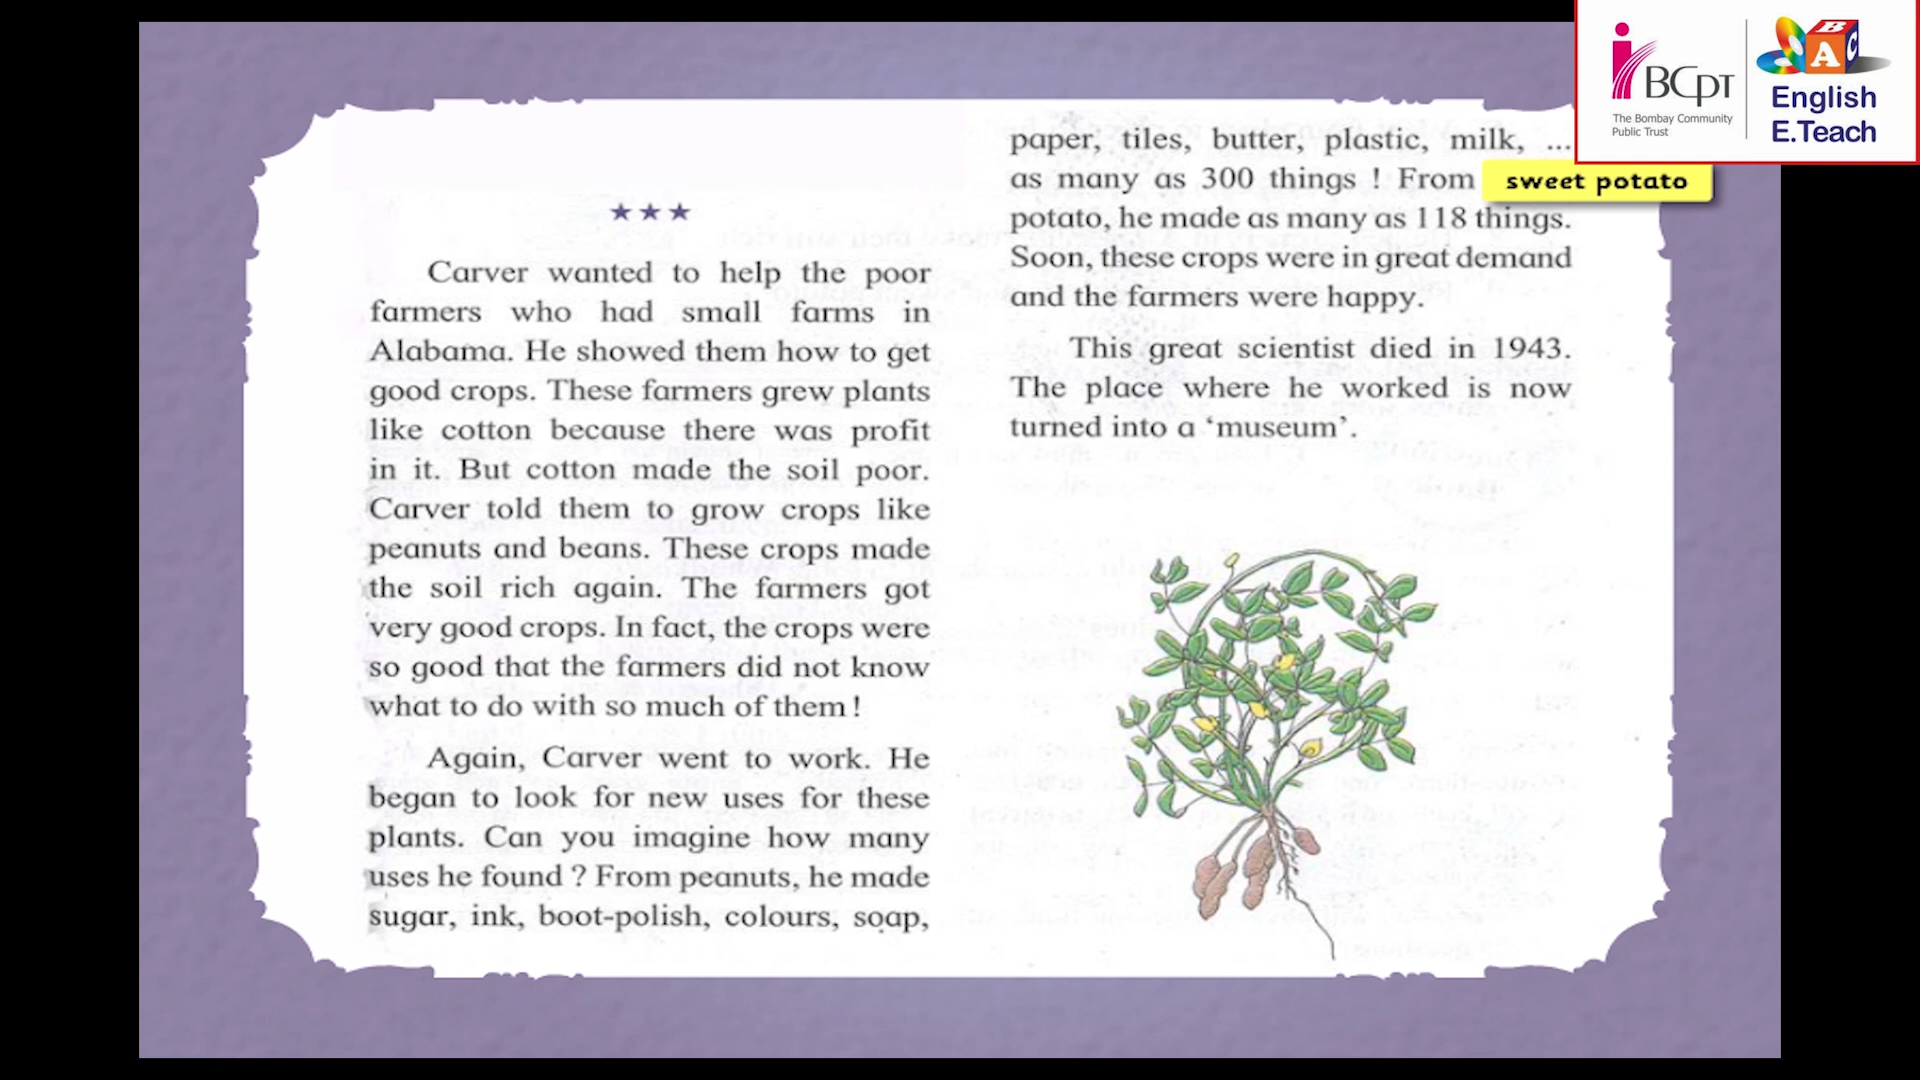 ★★★
Carver wanted to help the poor
farmers who had small farms in
Alabama. He showed them how to get
good crops. These farmers grew plants
like cotton because there was profit
in it. But cotton made the soil poor.
Carver told them to grow crops like
peanuts and beans. These crops made
the soil rich again. The farmers got
very good crops. In fact, the crops were
so good that the farmers did not know
what to do with so much of them !
Again, Carver went to work. He
began to look for new uses for these
plants. Can you imagine how many
uses he found ? From peanuts, he made
sugar, ink, boot-polish, colours, soap,
paper, tiles, butter, plastic, milk, ...
as many as 300 things ! From
sweet potato
potato, he made as many as 118 things.
Soon, these crops were in great demand
and the farmers were happy.
This great scientist died in 1943.
The place where he worked is now
turned into a ‘museum’.
BCPT
The Bombay Community
Public Trust
A B C
English
E.Teach